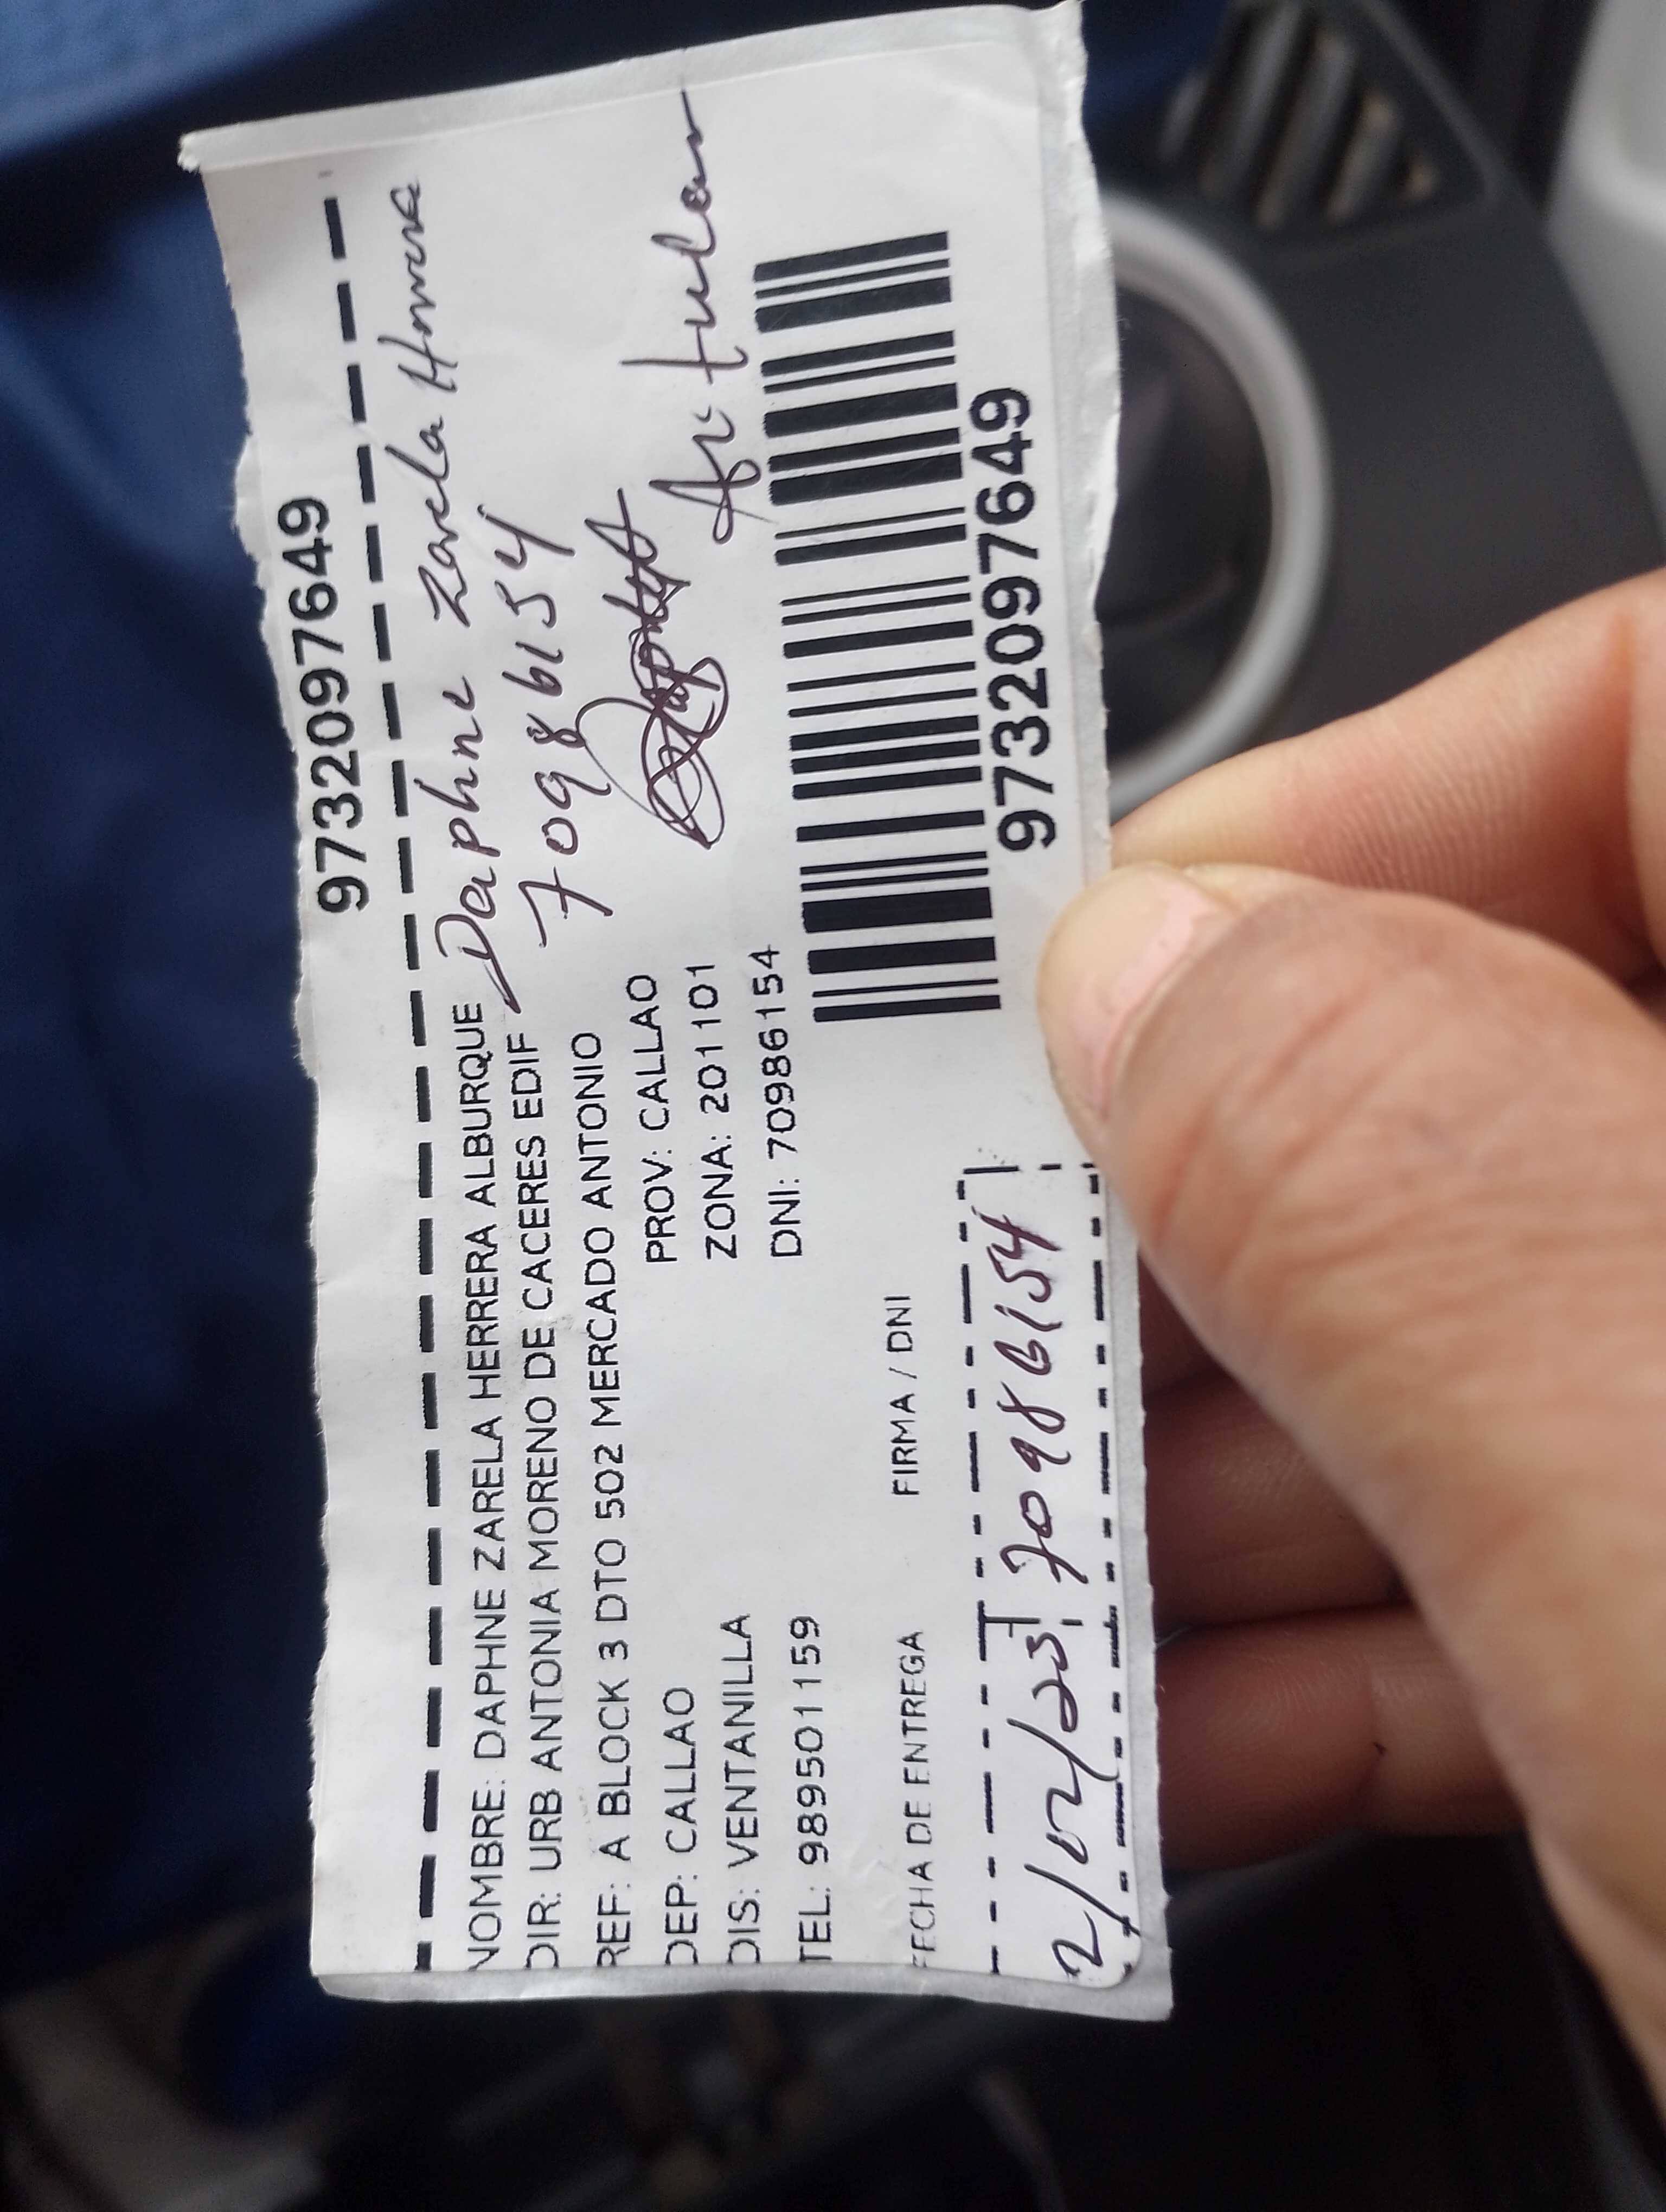 9732097649
NOMBRE: DAPHNE ZARELA HERRERA ALBURQUE
Daphne Zarela Herrera
DIR: URB ANTONIA MORENO DE CACERES EDIF
70986154
REF: A BLOCK 3 DTO 502 MERCADO ANTONIO
DEP: CALLAO PROV: CALLAO
DIS: VENTANILLA ZONA: 201101
TEL: 989501159 DNI: 70986154
FECHA DE ENTREGA FIRMA / DNI
9732097649
70986154